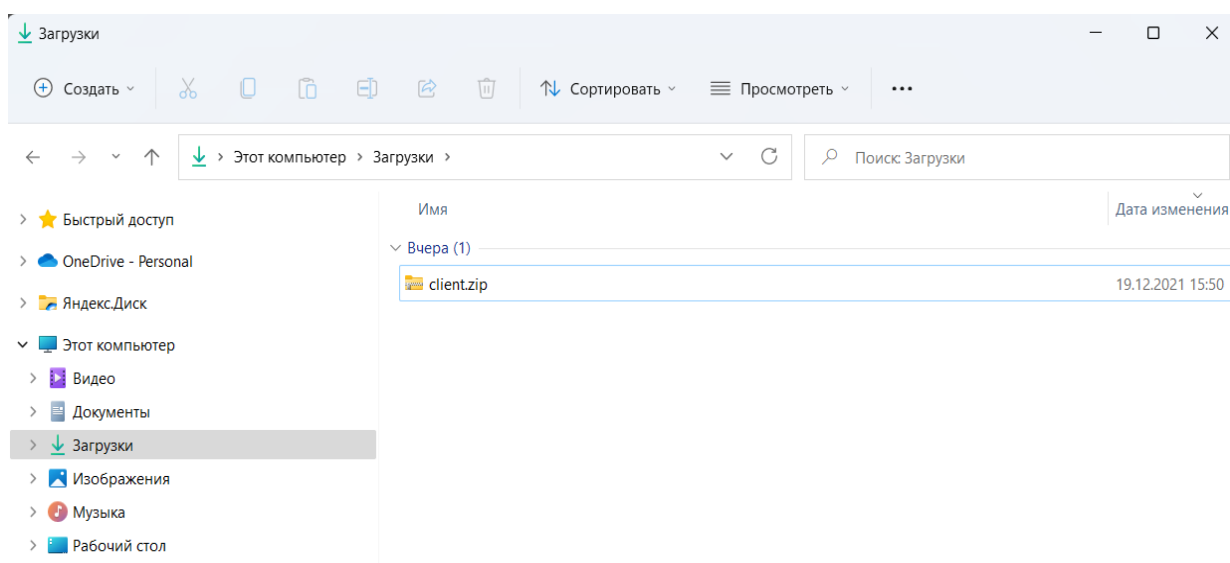 Загрузки
Создать
Сортировать
Просмотреть
Этот компьютер > Загрузки >
Поиск: Загрузки
Быстрый доступ
OneDrive - Personal
Яндекс.Диск
Этот компьютер
Видео
Документы
Загрузки
Изображения
Музыка
Рабочий стол
Имя
Дата изменения
Вчера (1)
client.zip
19.12.2021 15:50